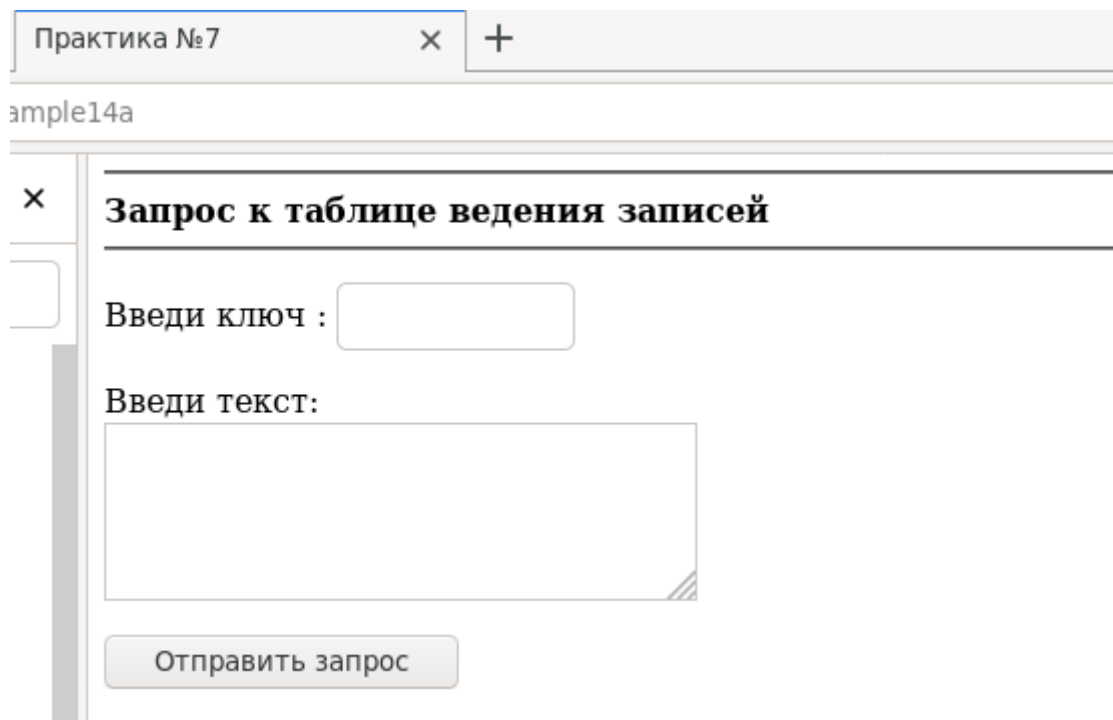 Практика №7
ample14a
Запрос к таблице ведения записей
Введи ключ :
Введи текст:
Отправить запрос